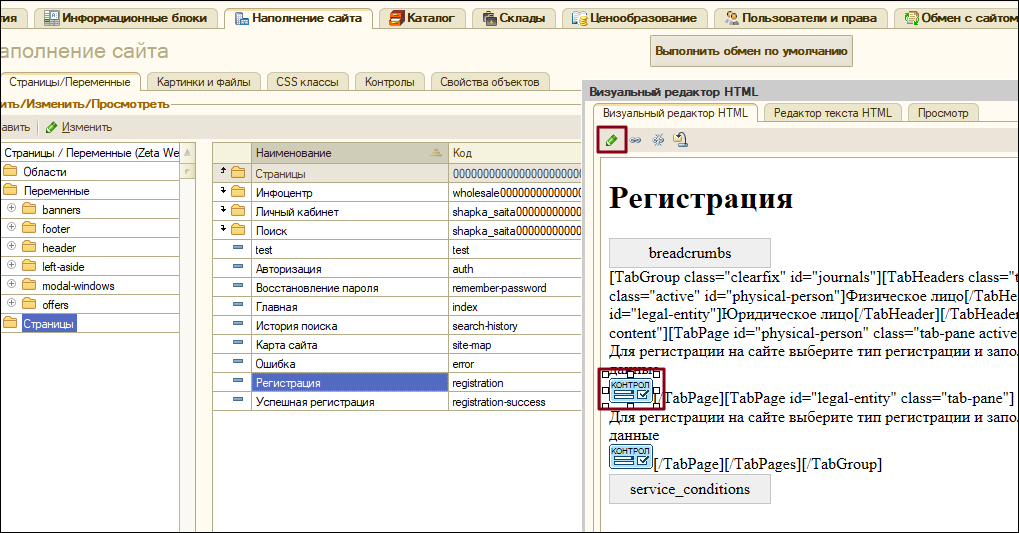 тия Информационные блоки Наполнение сайта Каталог Склады Ценообразование Пользователи и права Обмен с сайтом
аполнение сайта
Выполнить обмен по умолчанию
Страницы/Переменные Картинки и файлы CSS классы Контролы Свойства объектов
ить/Изменить/Просмотреть
авить Изменить
Страницы / Переменные (Zeta We
Области
Переменные
banners
footer
header
left-aside
modal-windows
offers
Страницы
Наименование Код
Страницы 00000000000000000000000
Инфоцентр wholesale00000000000000
Личный кабинет shapka_saita00000000000
Поиск shapka_saita00000000000
test test
Авторизация auth
Восстановление пароля remember-password
Главная index
История поиска search-history
Карта сайта site-map
Ошибка error
Регистрация registration
Успешная регистрация registration-success
Визуальный редактор HTML
Визуальный редактор HTML Редактор текста HTML Просмотр
Регистрация
breadcrumbs
[TabGroup class="clearfix" id="journals"][TabHeaders class="t
class="active" id="physical-person"]Физическое лицо[/TabHe
id="legal-entity"]Юридическое лицо[/TabHeader][/TabHeader
content"][TabPage id="physical-person" class="tab-pane active
Для регистрации на сайте выберите тип регистрации и запо
данные
КОНТРОЛ [/TabPage][TabPage id="legal-entity" class="tab-pane"]
Для регистрации на сайте выберите тип регистрации и запо
данные
КОНТРОЛ [/TabPage][/TabPages][/TabGroup]
service_conditions